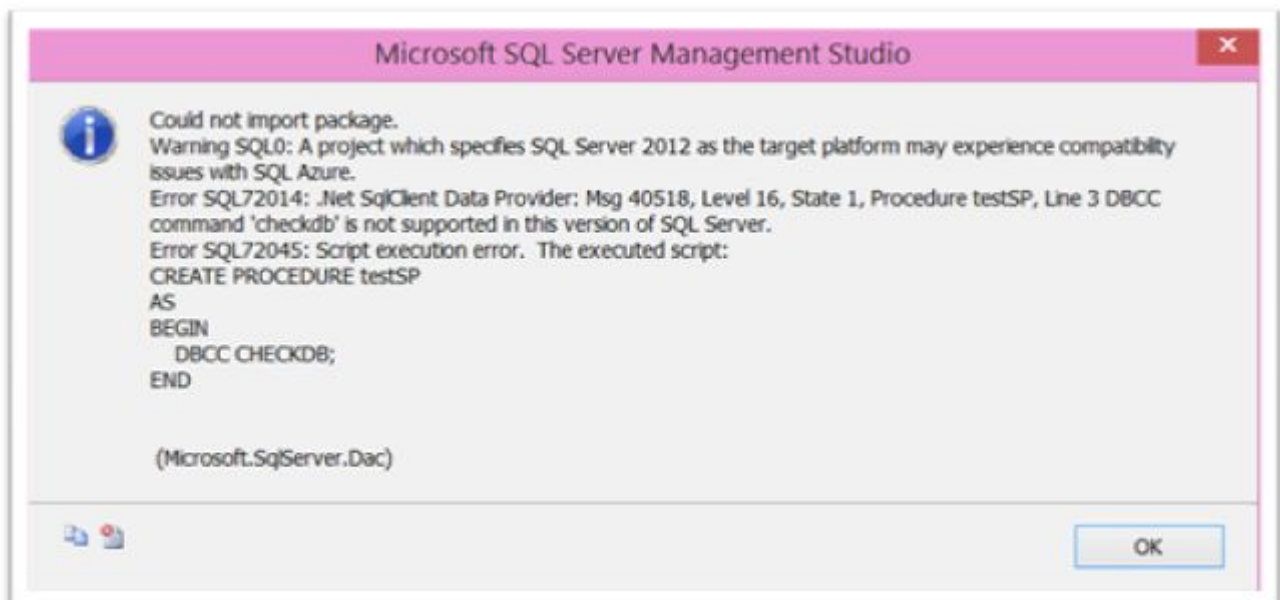 Microsoft SQL Server Management Studio
Could not import package.
Warning SQL0: A project which specifies SQL Server 2012 as the target platform may experience compatibility
issues with SQL Azure.
Error SQL72014: .Net SqlClient Data Provider: Msg 40518, Level 16, State 1, Procedure testSP, Line 3 DBCC
command 'checkdb' is not supported in this version of SQL Server.
Error SQL72045: Script execution error.  The executed script:
CREATE PROCEDURE testSP
AS
BEGIN
DBCC CHECKDB;
END
(Microsoft.SqlServer.Dac)
OK